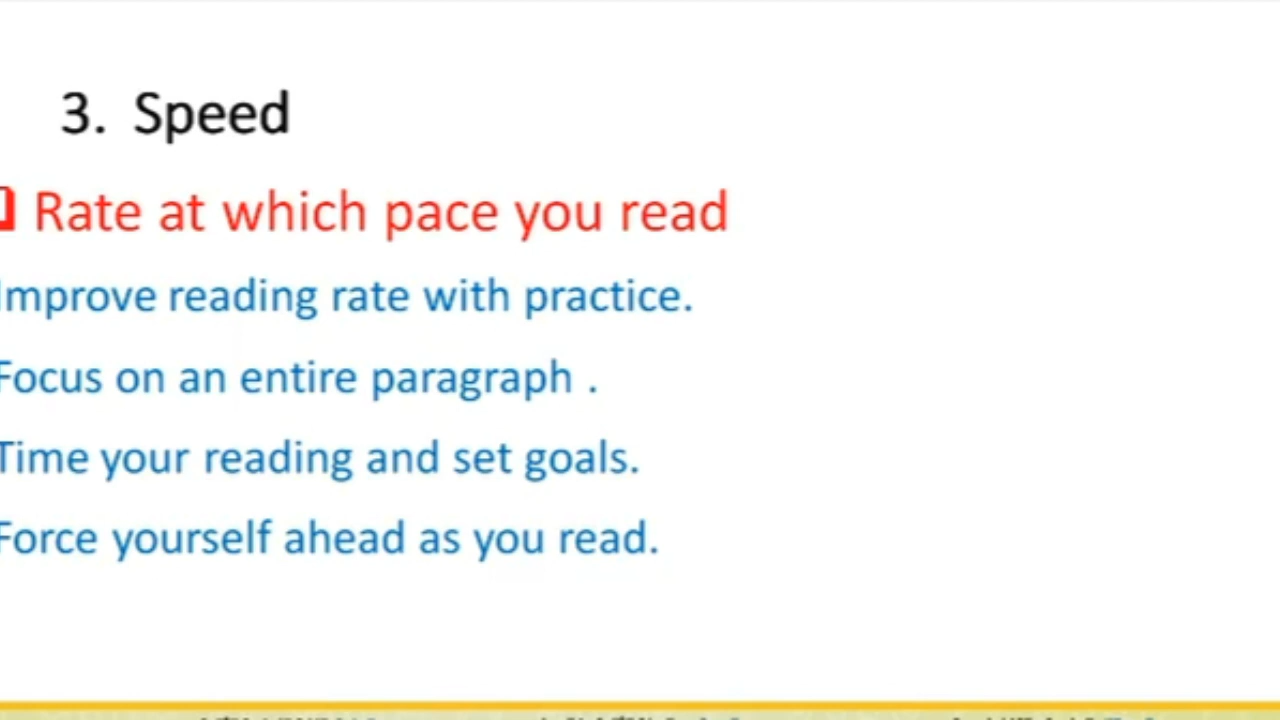 3. Speed
Rate at which pace you read
Improve reading rate with practice.
Focus on an entire paragraph .
Time your reading and set goals.
Force yourself ahead as you read.